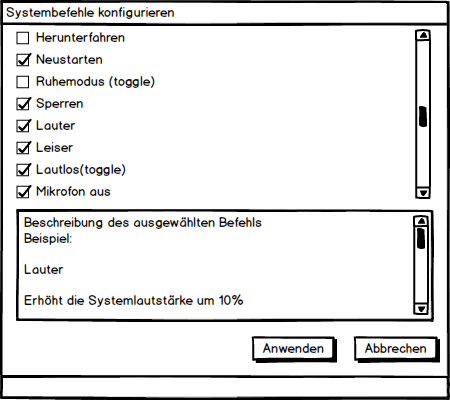 Systembefehle konfigurieren
Herunterfahren
Neustarten
Ruhemodus (toggle)
Sperren
Lauter
Leiser
Lautlos(toggle)
Mikrofon aus
Beschreibung des ausgewählten Befehls
Beispiel:
Lauter
Erhöht die Systemlautstärke um 10%
Anwenden
Abbrechen